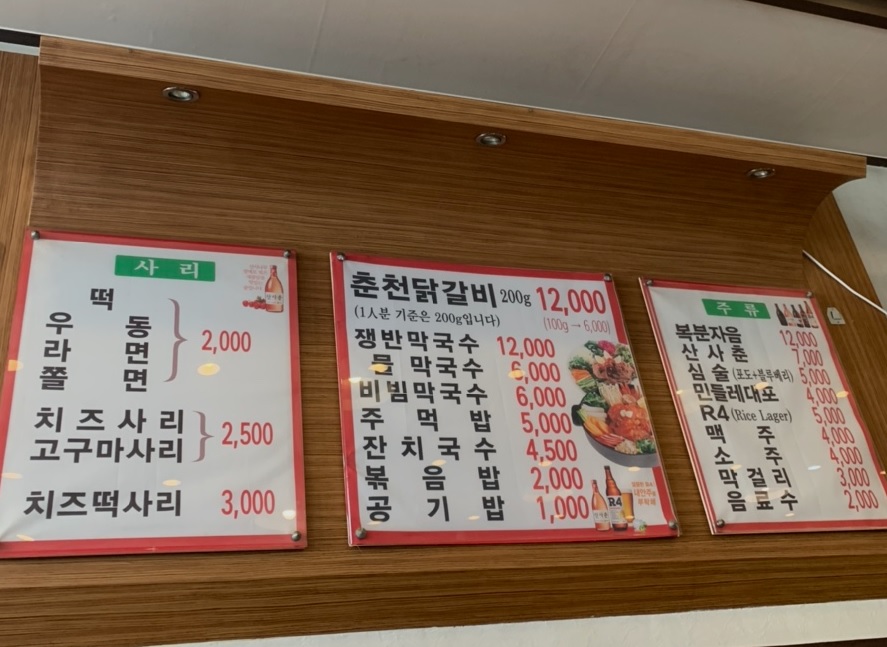 사리
떡
우동
라면
쫄면
2,000
치즈사리
고구마사리
2,500
치즈떡사리 3,000
춘천닭갈비 200g 12,000
(1인분 기준은 200g입니다) (100g → 6,000)
쟁반막국수 12,000
물막국수 6,000
비빔막국수 6,000
주먹밥 5,000
잔치국수 4,500
볶음밥 2,000
공기밥 1,000
R4
주류
복분자음 12,000
산사춘 7,000
심술(포도+블루베리) 5,000
민들레대포 4,000
R4(Rice Lager) 5,000
맥주 4,000
소주 4,000
막걸리 3,000
음료수 2,000